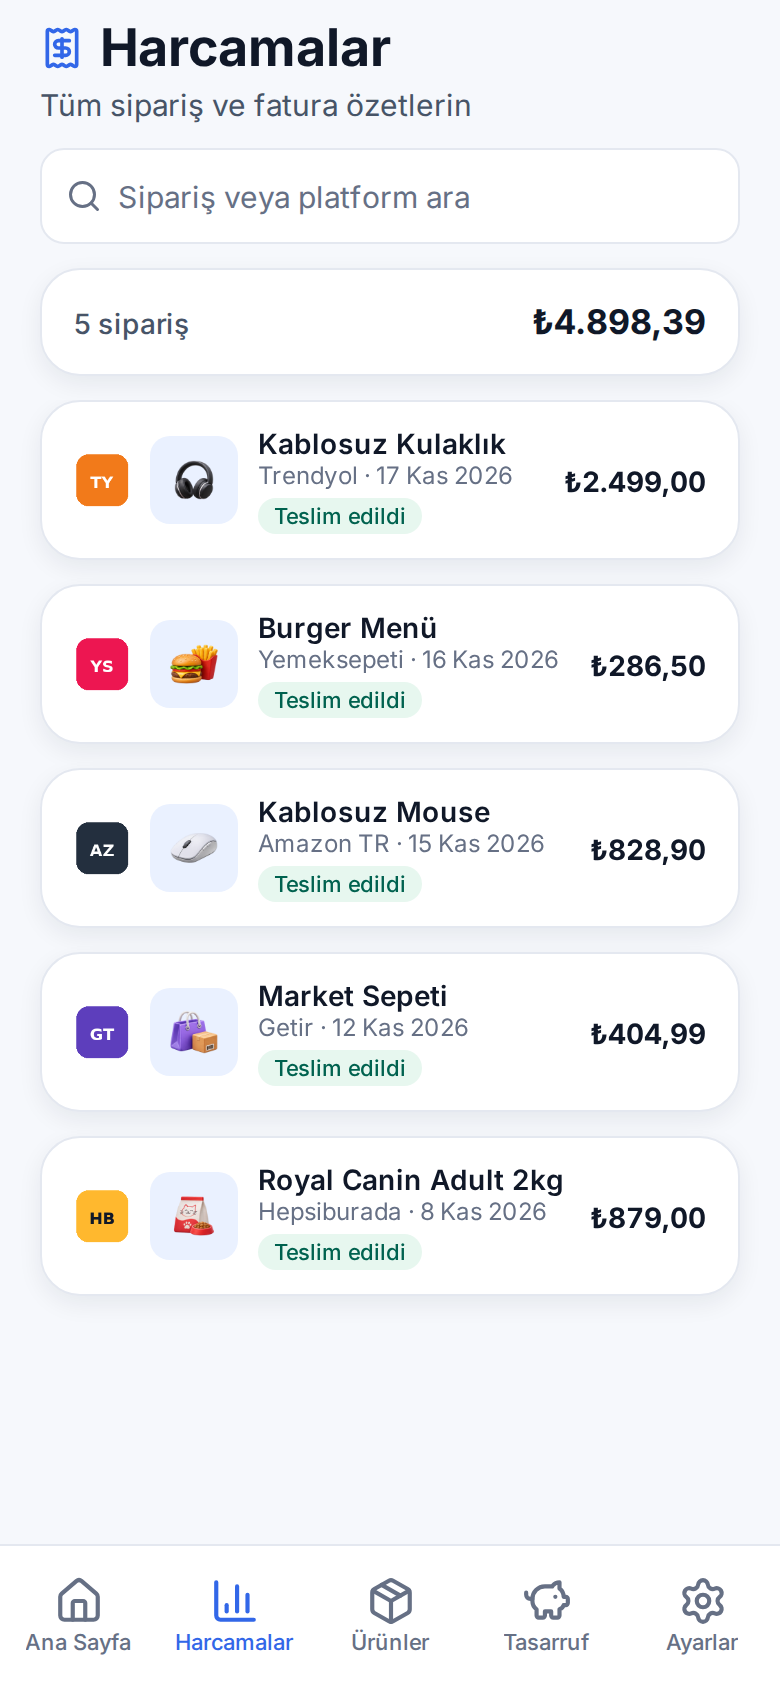 Harcamalar
Tüm sipariş ve fatura özetlerin
Sipariş veya platform ara
5 sipariş ₺4.898,39
TY
Kablosuz Kulaklık
Trendyol · 17 Kas 2026
Teslim edildi
₺2.499,00
YS
Burger Menü
Yemeksepeti · 16 Kas 2026
Teslim edildi
₺286,50
AZ
Kablosuz Mouse
Amazon TR · 15 Kas 2026
Teslim edildi
₺828,90
GT
Market Sepeti
Getir · 12 Kas 2026
Teslim edildi
₺404,99
HB
Royal Canin Adult 2kg
Hepsiburada · 8 Kas 2026
Teslim edildi
₺879,00
Ana Sayfa Harcamalar Ürünler Tasarruf Ayarlar